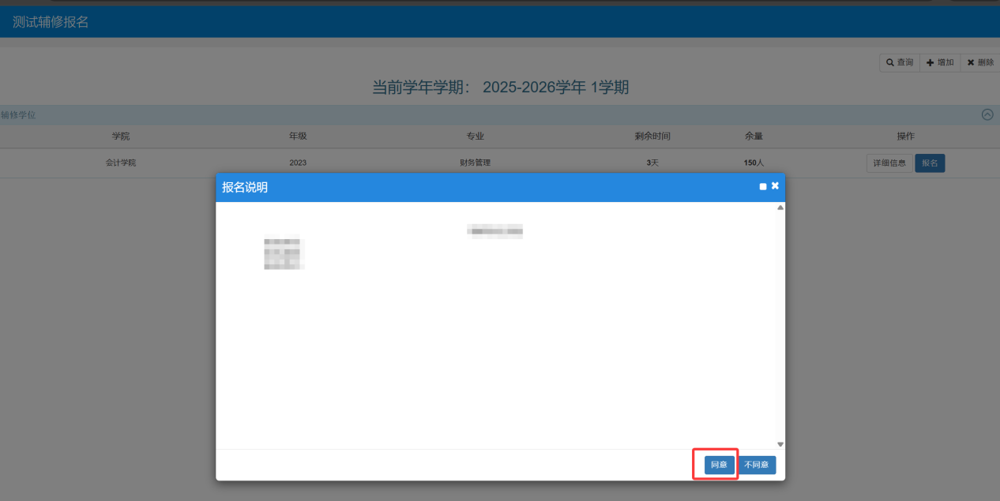 测试辅修报名
查询 增加 删除
当前学年学期： 2025-2026学年 1学期
辅修学位
学院 年级 专业 剩余时间 余量 操作
会计学院 2023 财务管理 3天 150人 详细信息 报名
报名说明
同意 不同意